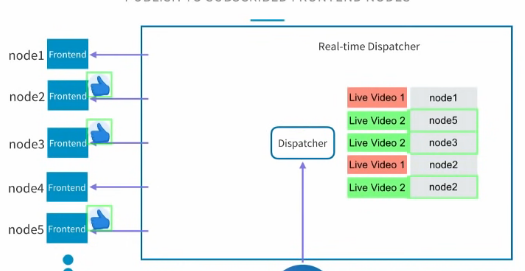 PUBLISH TO SUBSCRIBED FRONTEND NODES
Real-time Dispatcher
node1 Frontend
node2 Frontend
node3 Frontend
node4 Frontend
node5 Frontend
Dispatcher
Live Video 1 node1
Live Video 2 node5
Live Video 2 node3
Live Video 1 node2
Live Video 2 node2